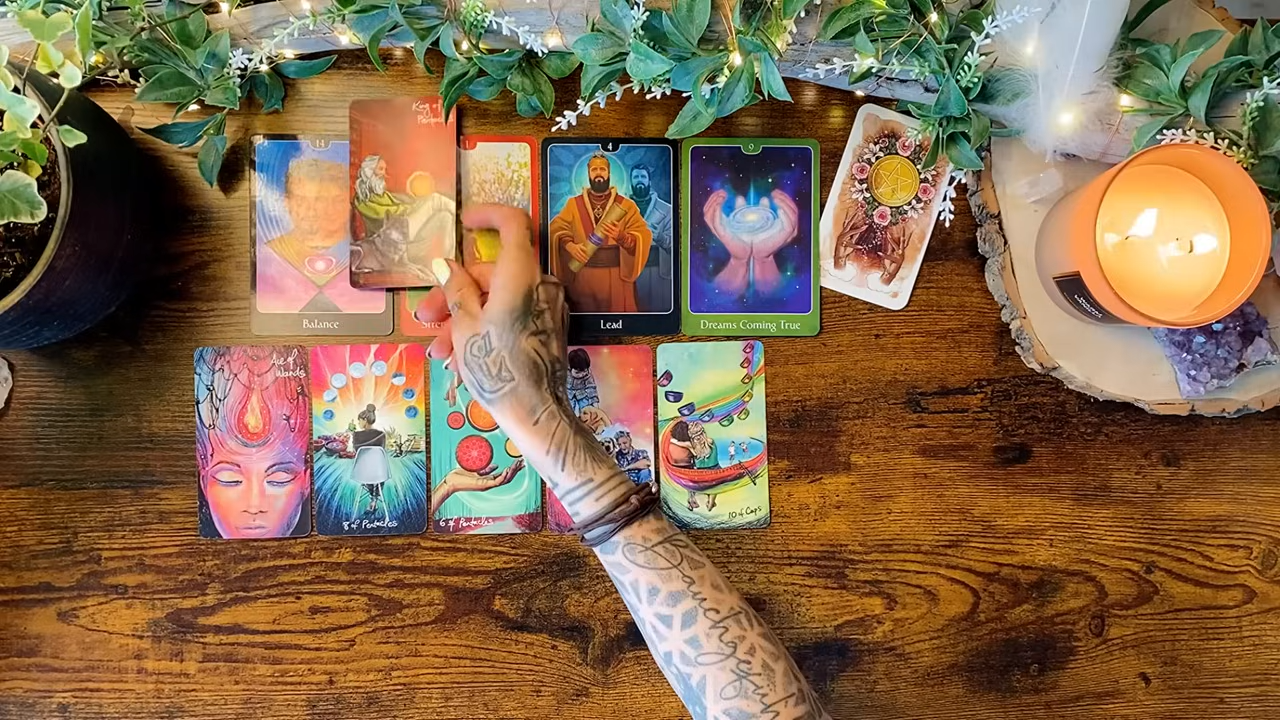 King of
Pentacles
14
4
9
Balance
Lead
Dreams Coming True
Ace of
Wands
8 of Pentacles
6 of Pentacles
10 of Cups
Bauchgefühl